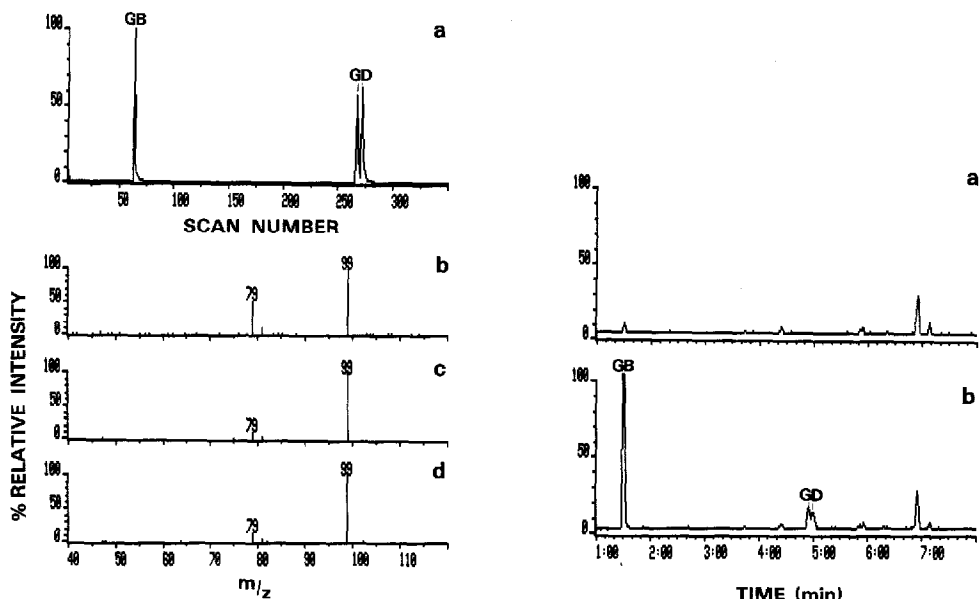 GB
a
100
GD
50
0
50 100 150 200 250 300
SCAN NUMBER
% RELATIVE INTENSITY
b
100
99
50
79
0
c
100
99
50
79
0
d
100
99
50
79
0
40 50 60 70 80 90 100 110
m/z
a
100
50
0
b
100
GB
50
GD
0
1:00 2:00 3:00 4:00 5:00 6:00 7:00
TIME (min)